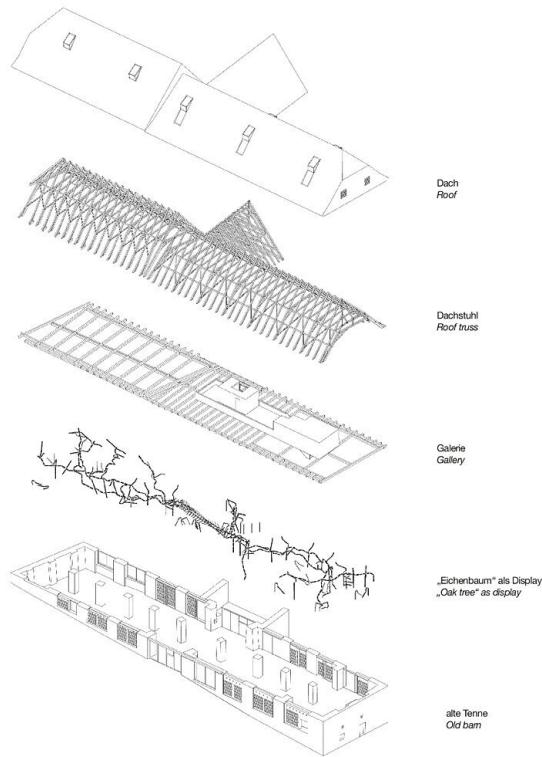 Dach
Roof
Dachstuhl
Roof truss
Galerie
Gallery
„Eichenbaum“ als Display
„Oak tree“ as display
alte Tenne
Old barn